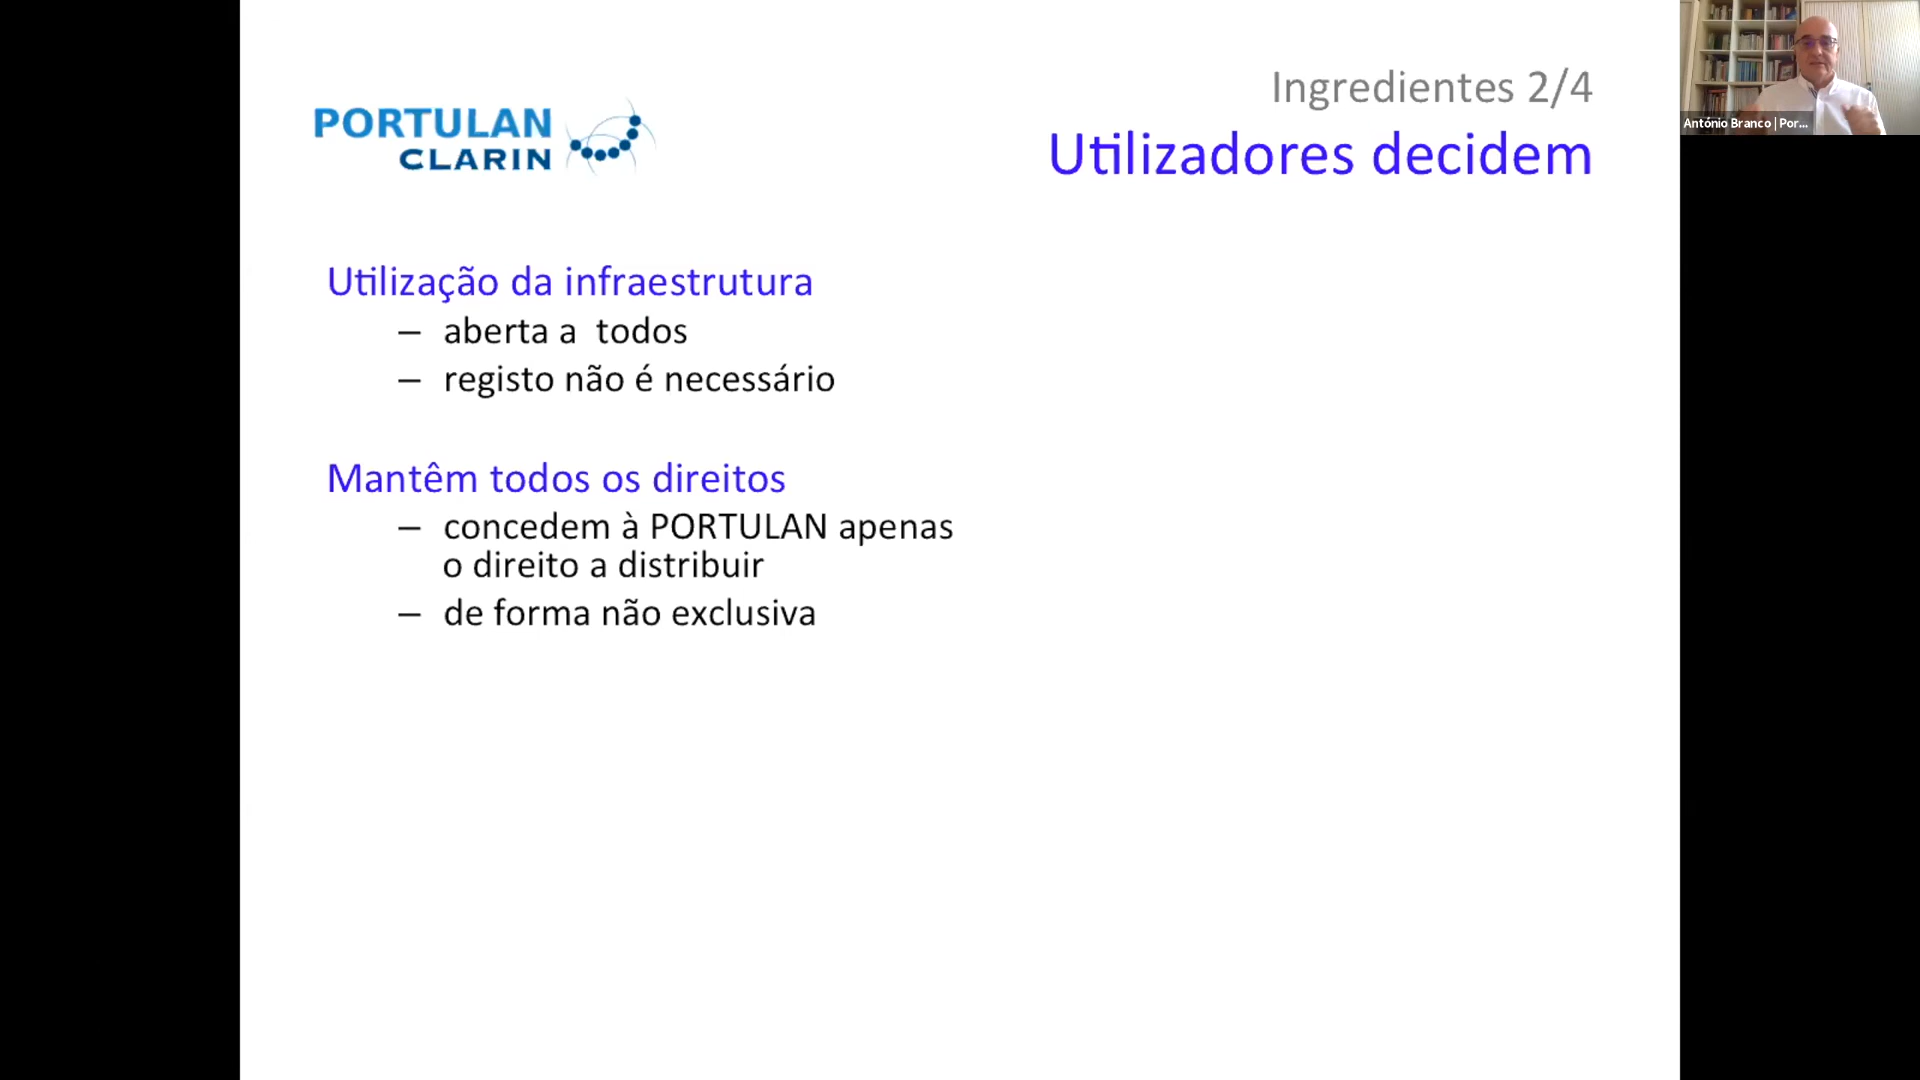 Ingredientes 2/4
PORTULAN
CLARIN
Utilizadores decidem
Utilização da infraestrutura
– aberta a  todos
– registo não é necessário
Mantêm todos os direitos
– concedem à PORTULAN apenas
o direito a distribuir
– de forma não exclusiva
António Branco | Por...